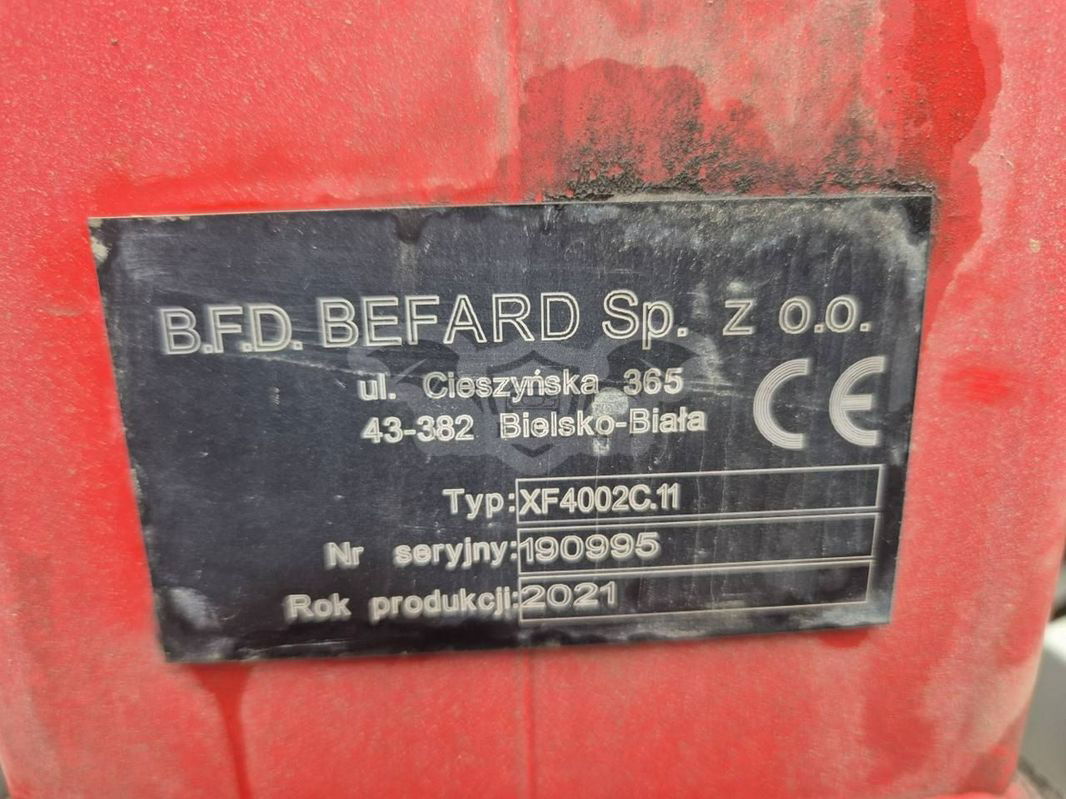 B.F.D. BEFARD Sp. z o.o.
ul. Cieszyńska 365
43-382 Bielsko-Biała
CE
Typ: XF4002C.11
Nr seryjny: 190995
Rok produkcji: 2021